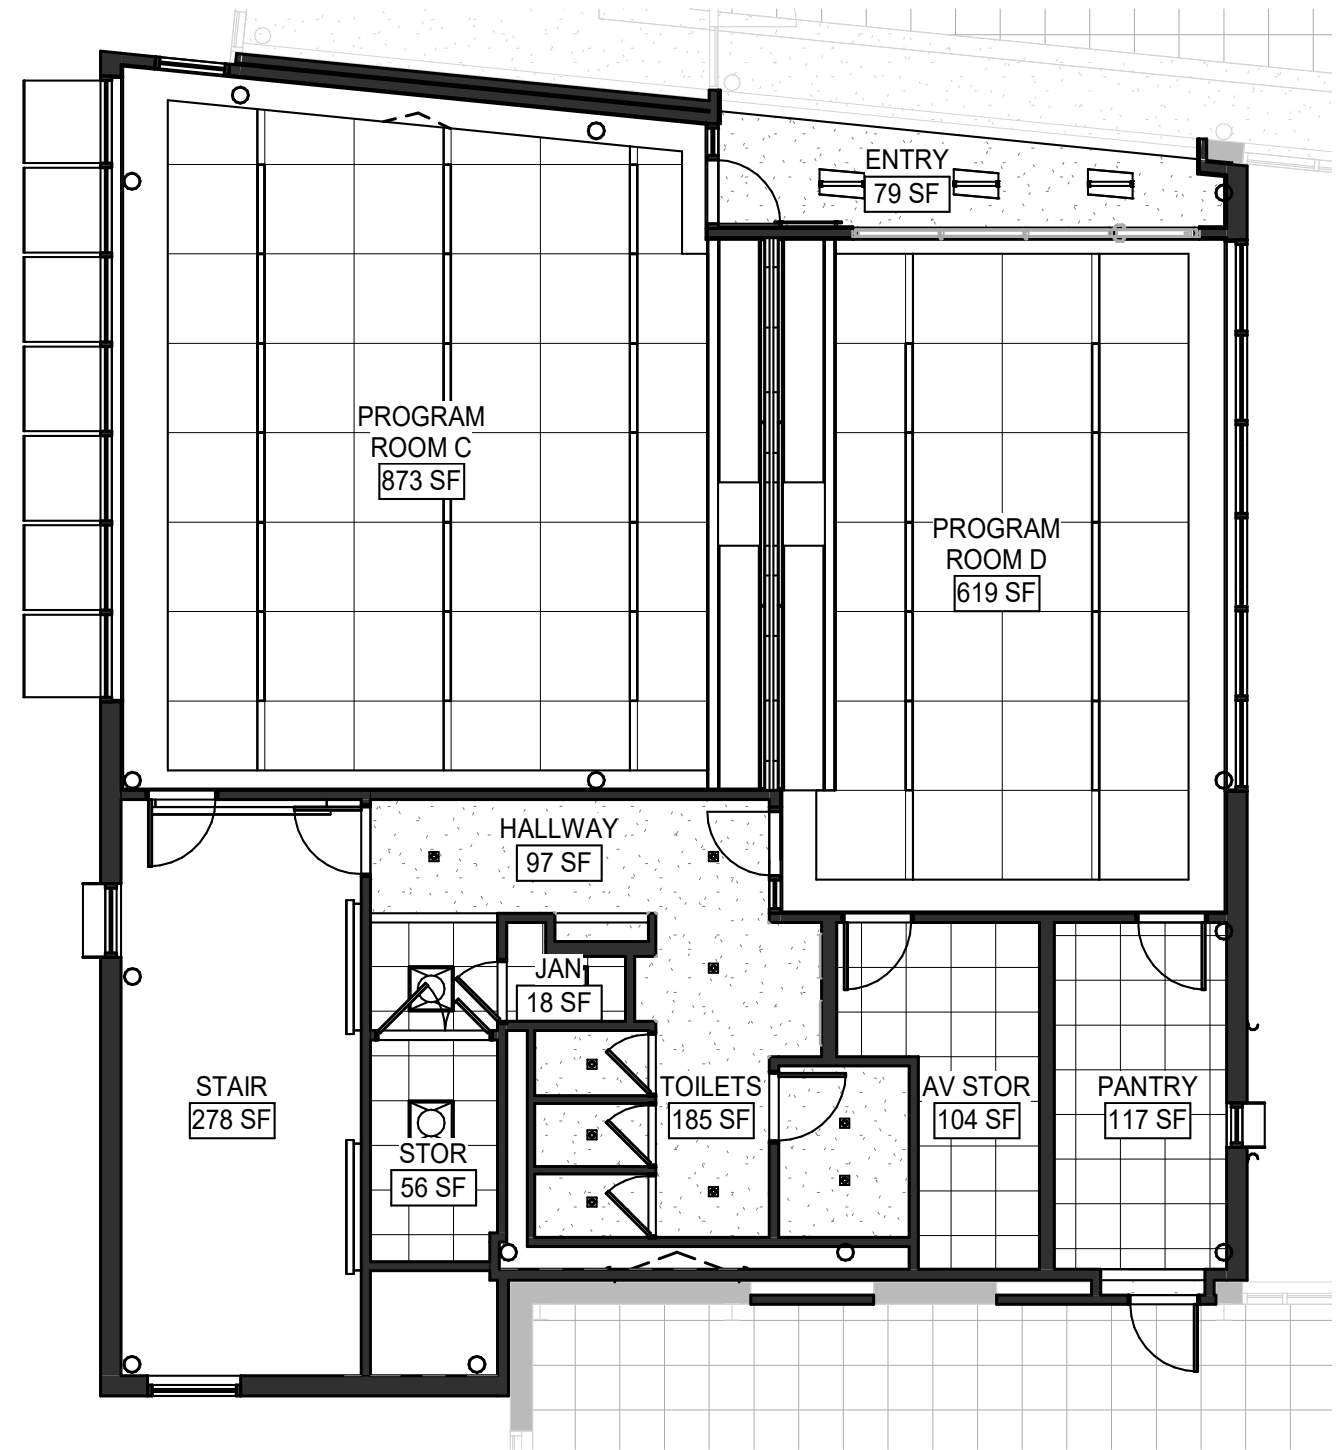 ENTRY
79 SF
PROGRAM
ROOM C
873 SF
PROGRAM
ROOM D
619 SF
HALLWAY
97 SF
JAN
18 SF
STAIR
278 SF
TOILETS
185 SF
AV STOR
104 SF
PANTRY
117 SF
STOR
56 SF